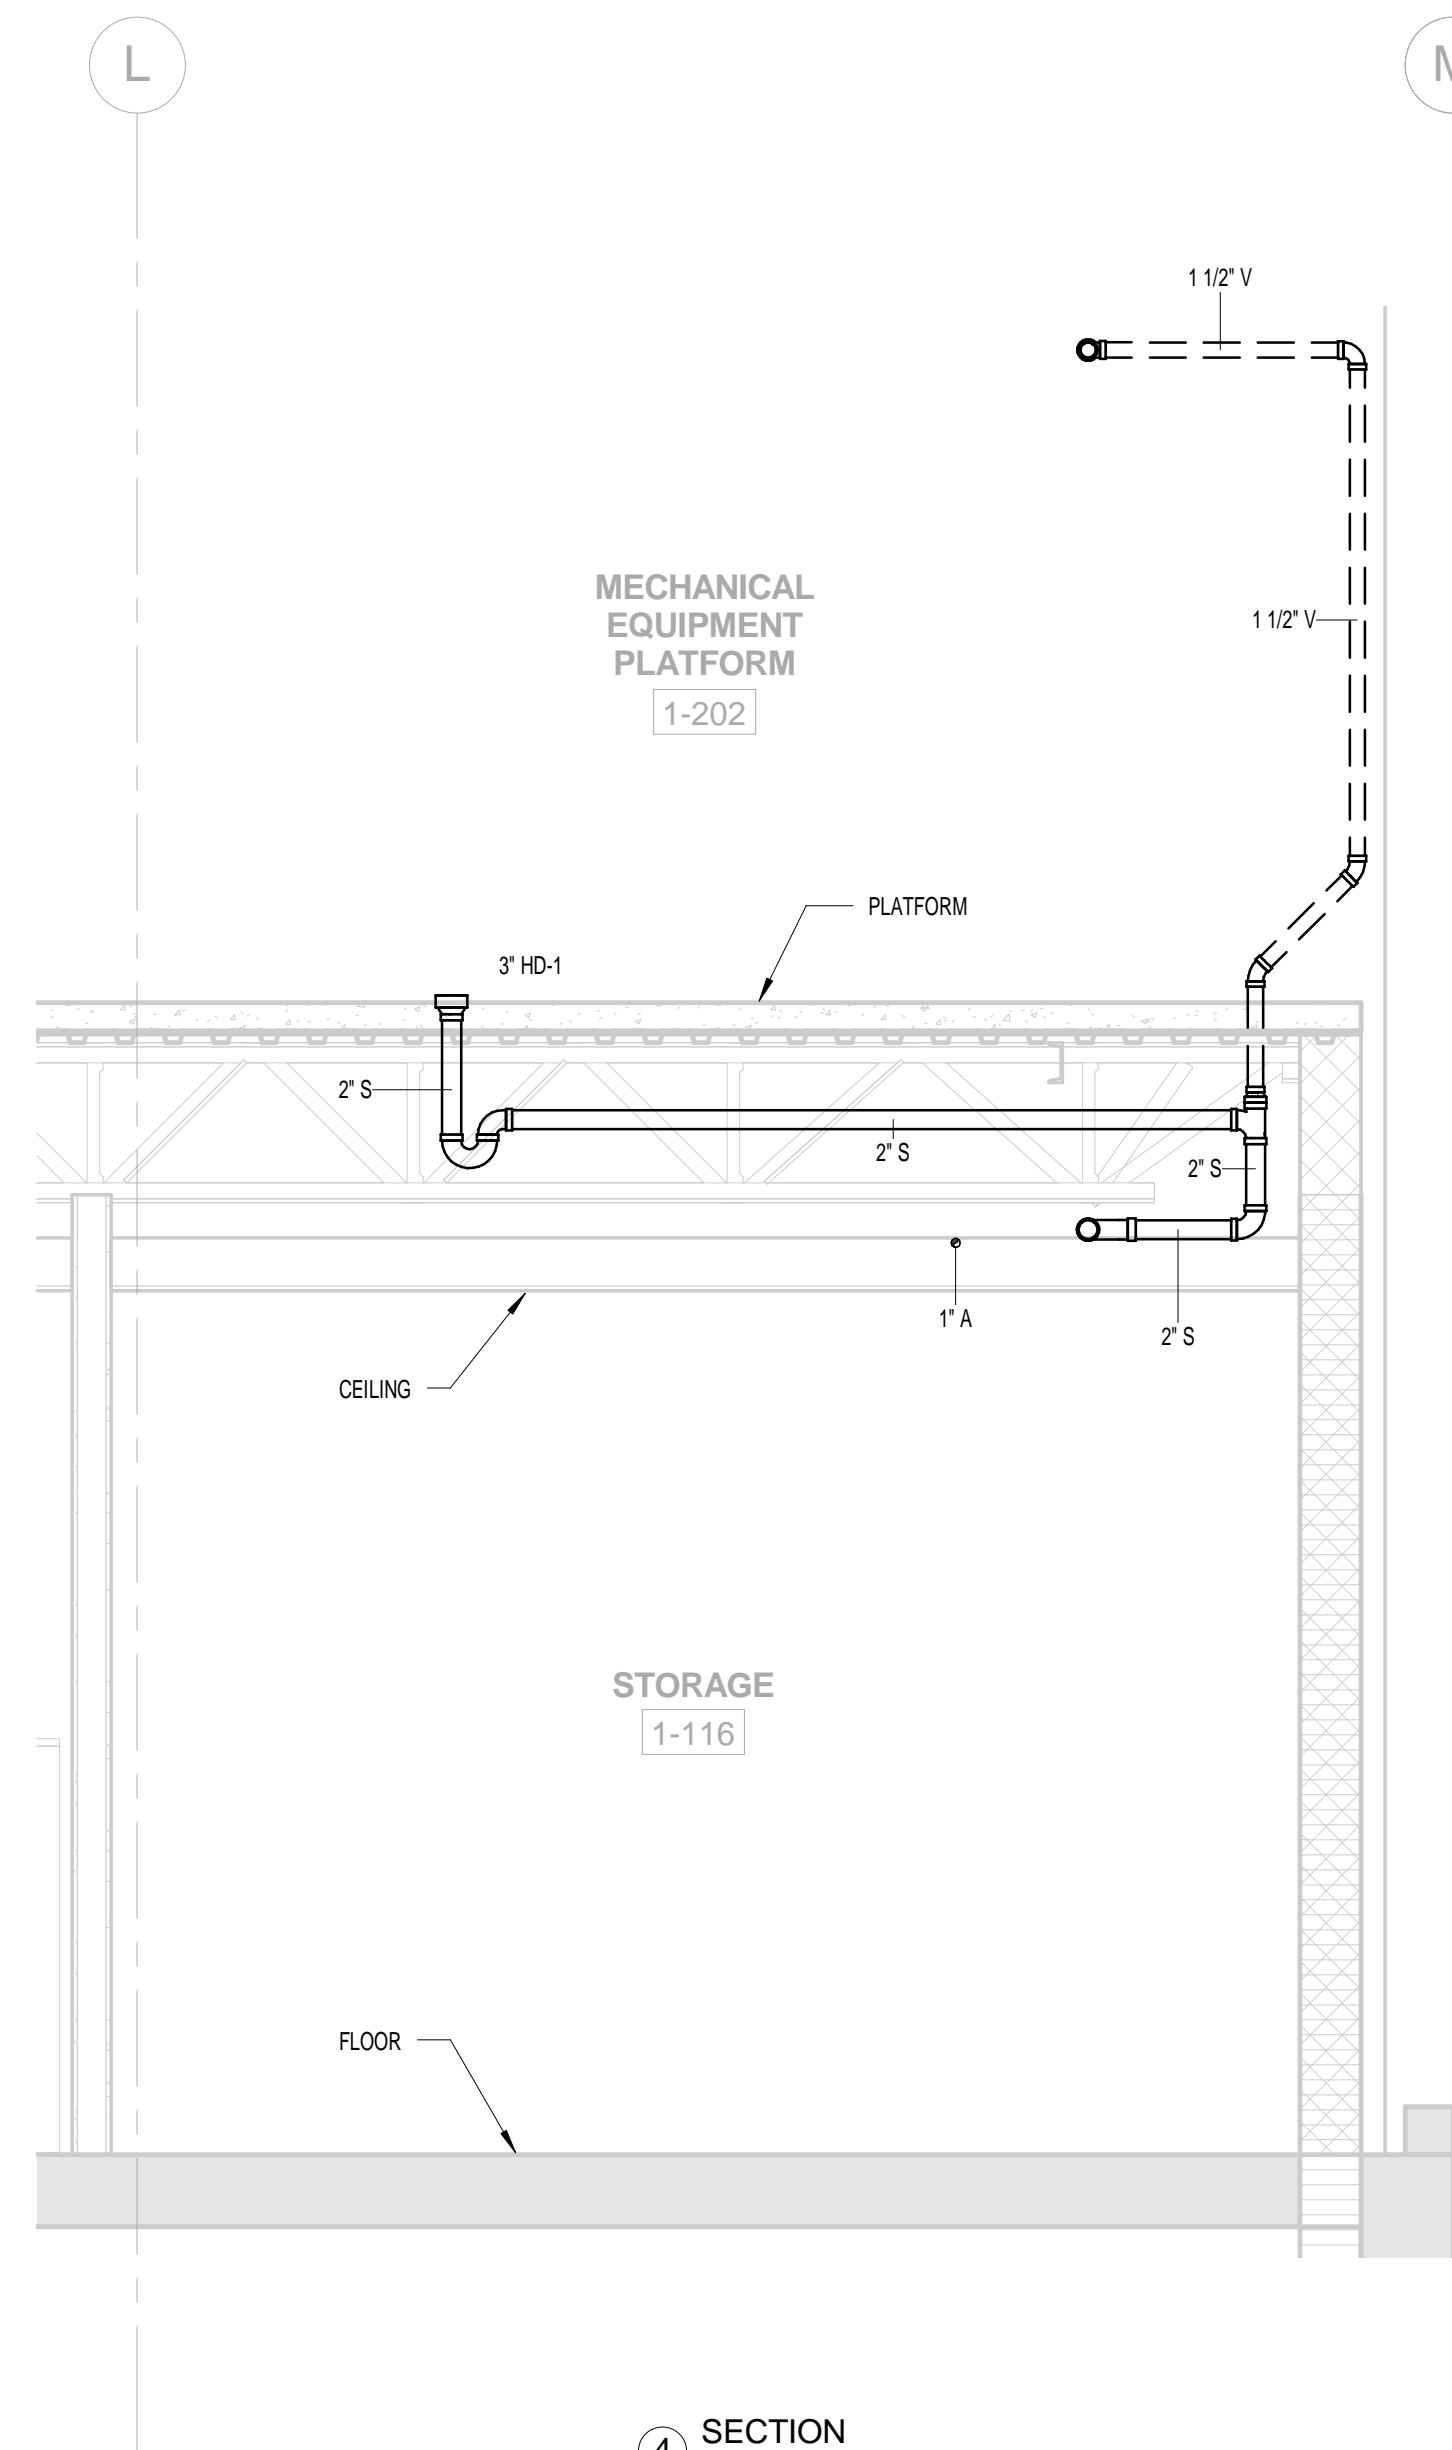 L
1 1/2" V
MECHANICAL
EQUIPMENT
PLATFORM
1-202
1 1/2" V
PLATFORM
3" HD-1
2" S
2" S
2" S
1" A
2" S
CEILING
STORAGE
1-116
FLOOR
SECTION
4